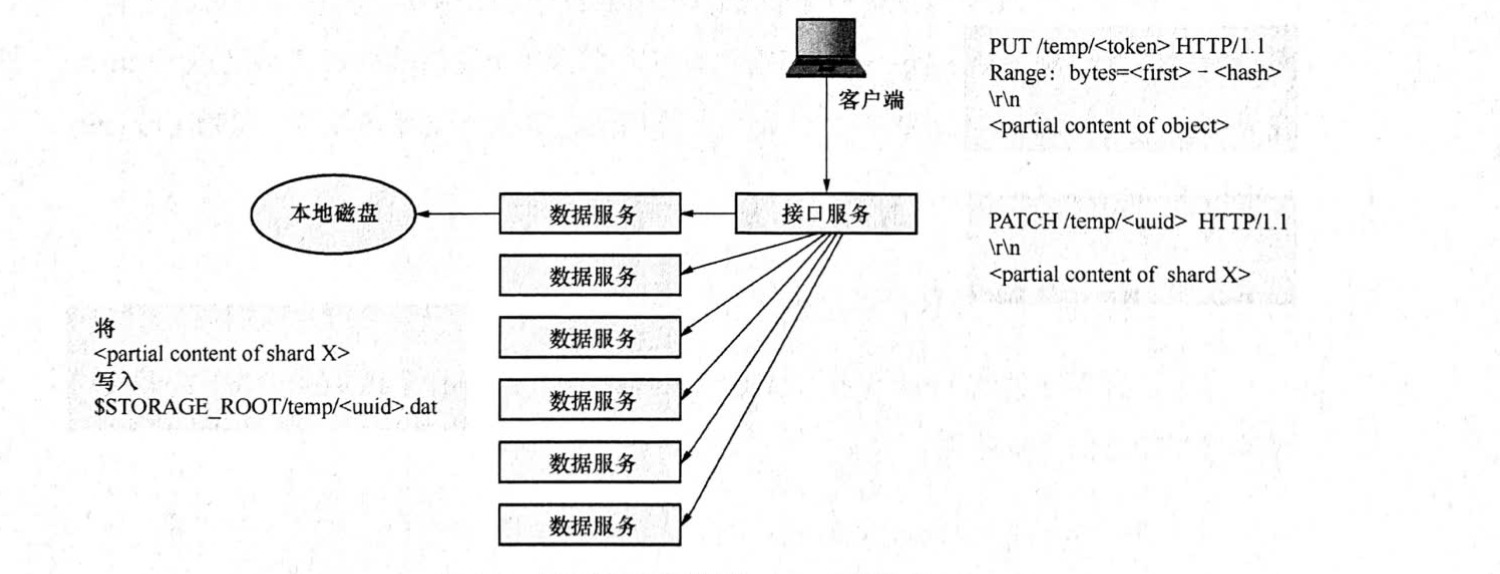 PUT /temp/<token> HTTP/1.1
Range: bytes=<first> - <hash>
\r\n
<partial content of object>
客户端
本地磁盘
数据服务
接口服务
PATCH /temp/<uuid> HTTP/1.1
\r\n
<partial content of shard X>
数据服务
数据服务
将
<partial content of shard X>
写入
$STORAGE_ROOT/temp/<uuid>.dat
数据服务
数据服务
数据服务